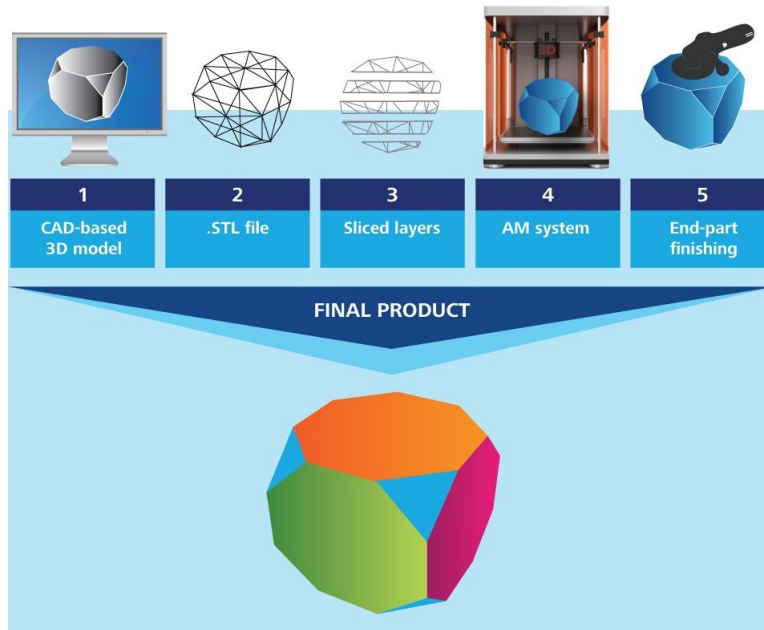 3D
1
CAD-based
3D model
2
.STL file
3
Sliced layers
4
AM system
5
End-part
finishing
FINAL PRODUCT